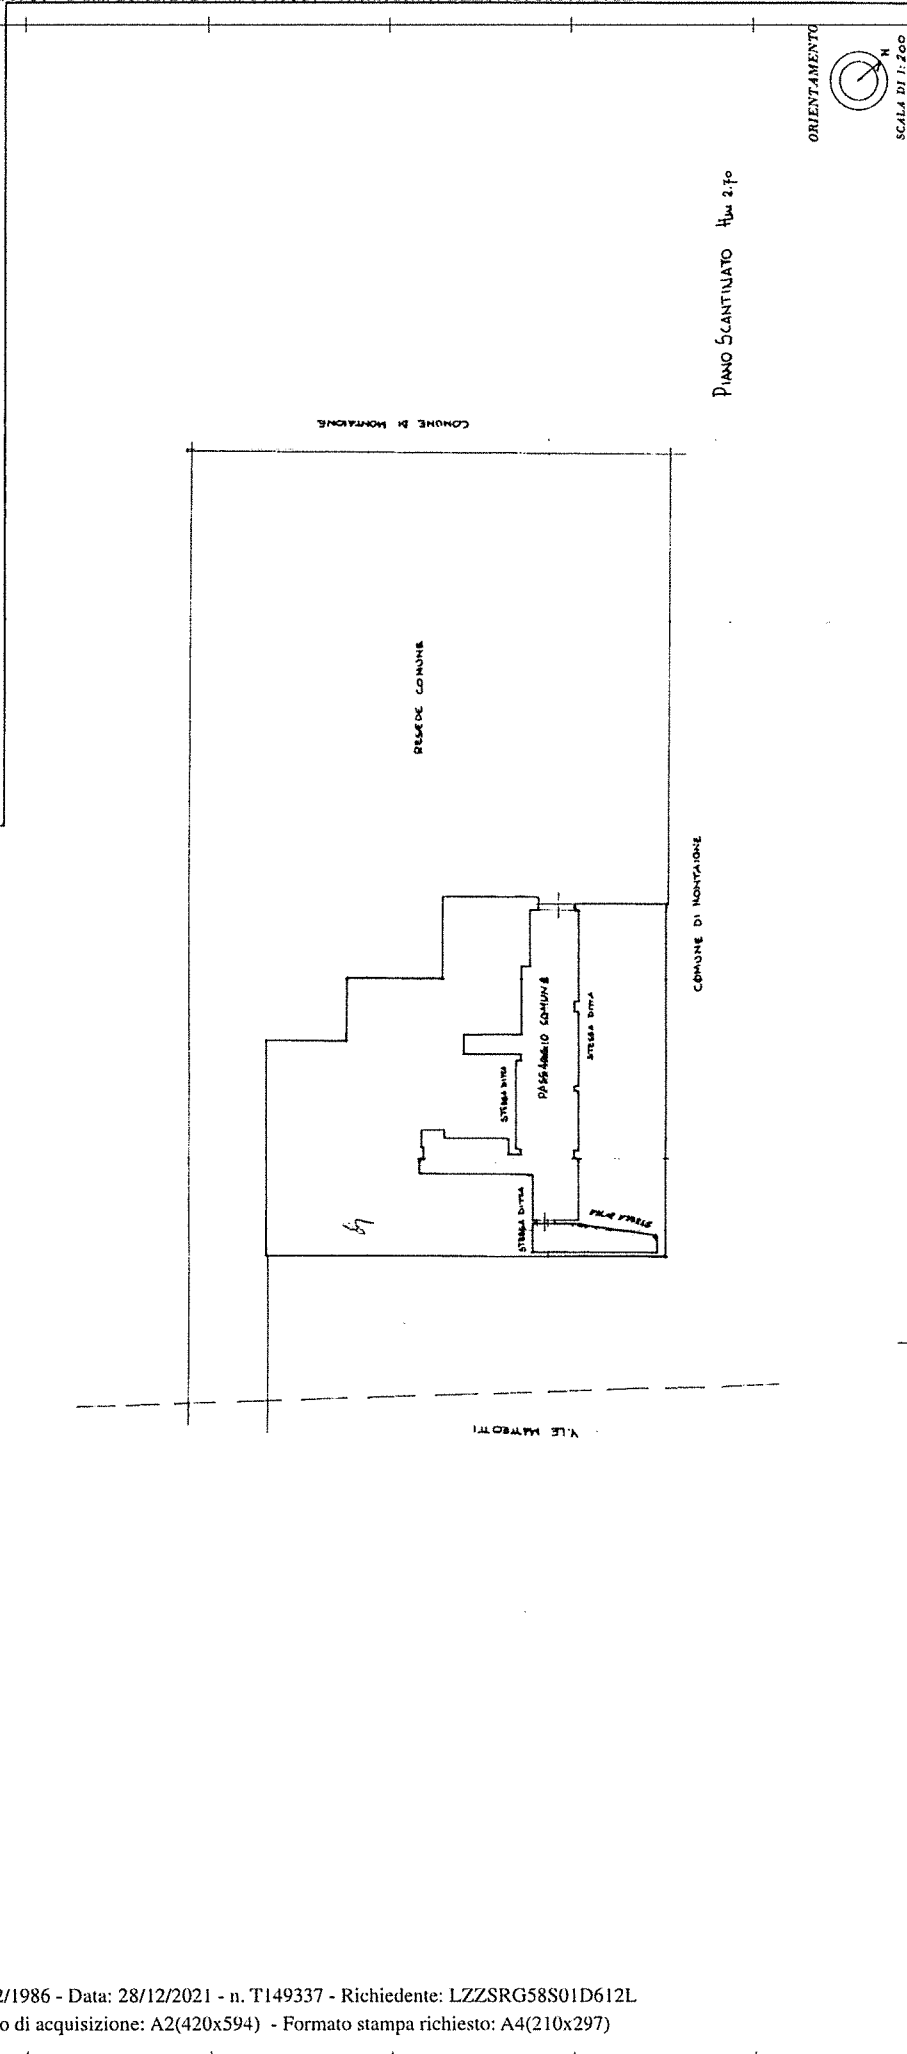 ORIENTAMENTO
N
SCALA DI 1:200
PIANO SCANTINATO Hm 2.70
COMUNE DI MONTAIONE
RESEDE COMUNE
COMUNE DI MONTAIONE
PASSAGGIO COMUNE
STESSA DITTA
STESSA DITTA
STESSA DITTA
V.LE MATTEOTTI
2/1986 - Data: 28/12/2021 - n. T149337 - Richiedente: LZZSRG58S01D612L
o di acquisizione: A2(420x594) - Formato stampa richiesto: A4(210x297)